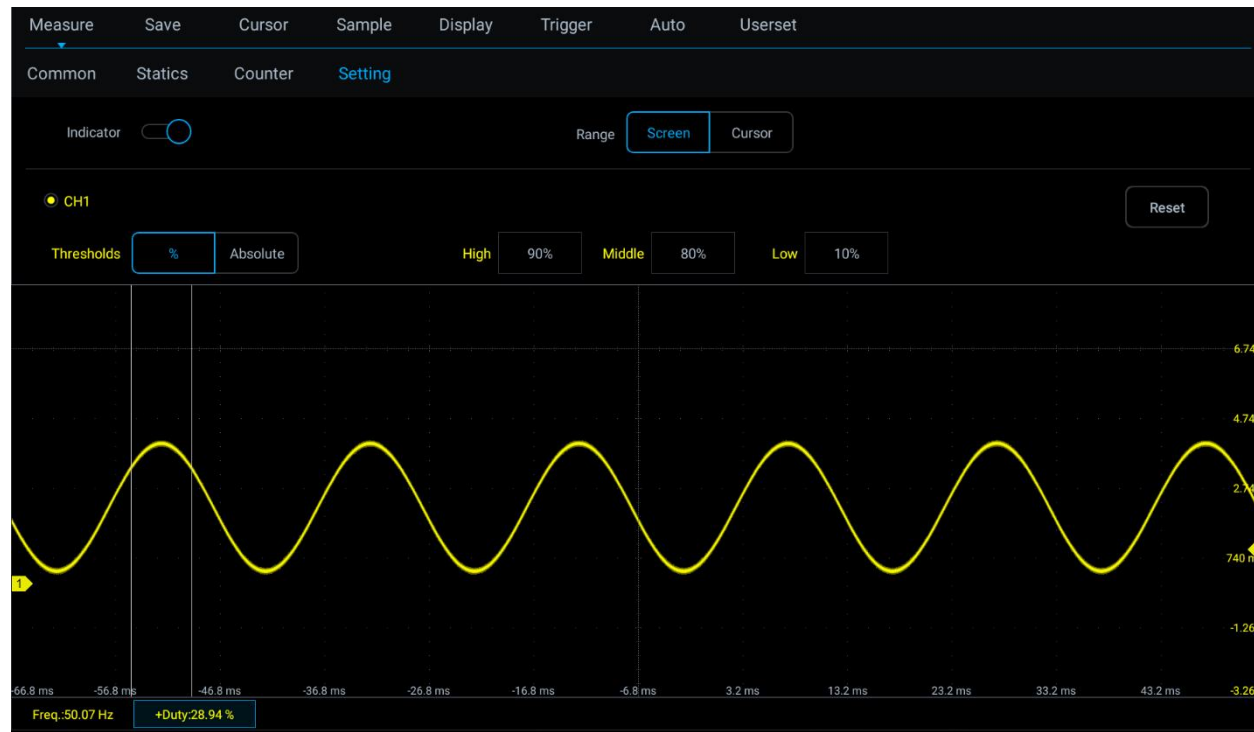 Measure Save Cursor Sample Display Trigger Auto Userset
Common Statics Counter Setting
Indicator Range Screen Cursor
CH1 Reset
Thresholds % Absolute High 90% Middle 80% Low 10%
6.74
4.74
2.74
740
1
-1.26
-66.8 ms -56.8 ms -46.8 ms -36.8 ms -26.8 ms -16.8 ms -6.8 ms 3.2 ms 13.2 ms 23.2 ms 33.2 ms 43.2 ms -3.26
Freq.:50.07 Hz +Duty:28.94 %